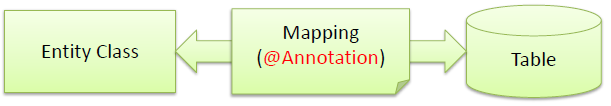 Entity Class
Mapping
(@Annotation)
Table